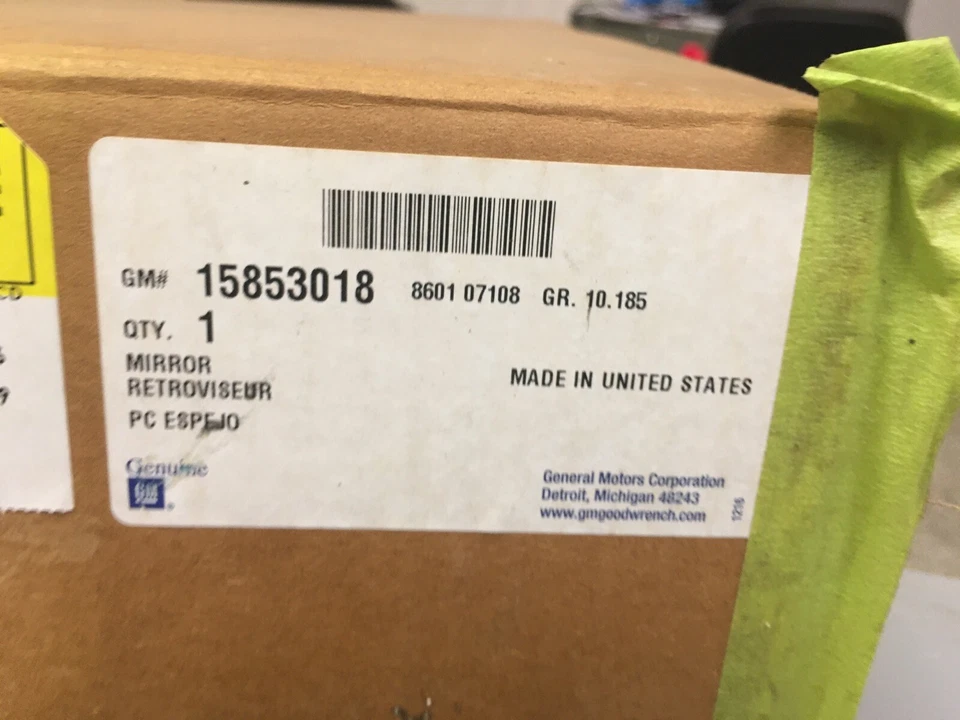 GM# 15853018 8601 07108 GR. 10.185
QTY. 1
MIRROR
RETROVISEUR
MADE IN UNITED STATES
PC ESPEJO
Genuine
GM
General Motors Corporation
Detroit, Michigan 48243
www.gmgoodwrench.com
1216